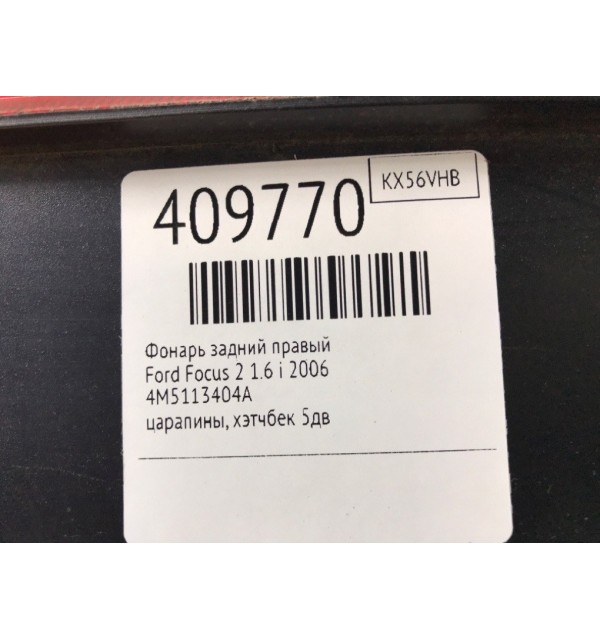 409770
KX56VHB
Фонарь задний правый
Ford Focus 2 1.6 i 2006
4M5113404A
царапины, хэтчбек 5дв